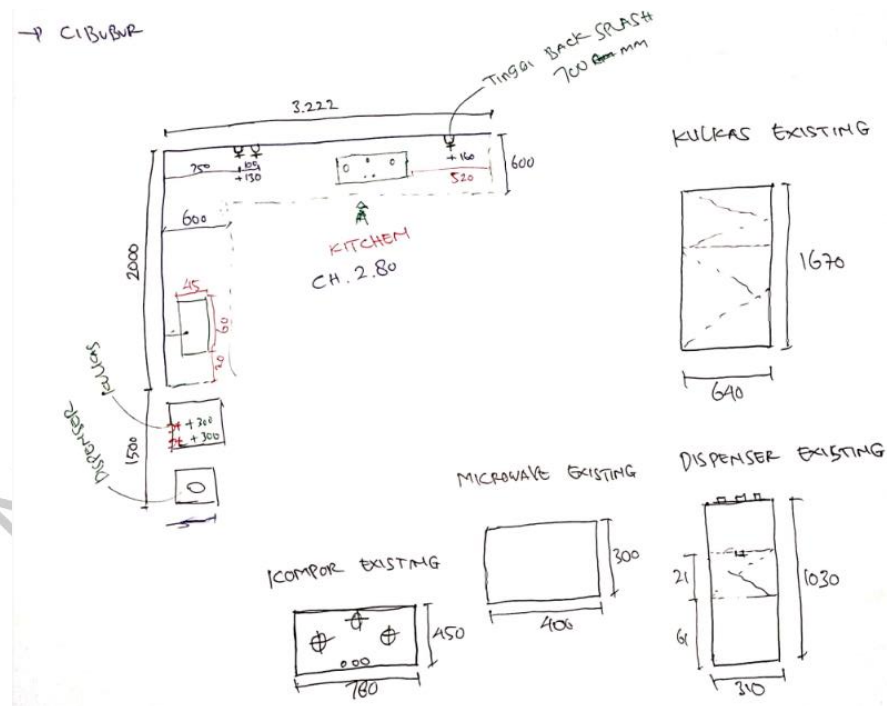 → CIBUBUR
TINGGI BACK SPLASH
700 mm
3.222
750
100
+130
+160
520
600
600
KITCHEN
CH. 2.80
2000
45
60
20
KULKAS
DISPENSER
+300
+300
1500
KULKAS EXISTING
1670
640
MICROWAVE EXISTING
300
400
DISPENSER EXISTING
21
61
1030
310
KOMPOR EXISTING
450
780